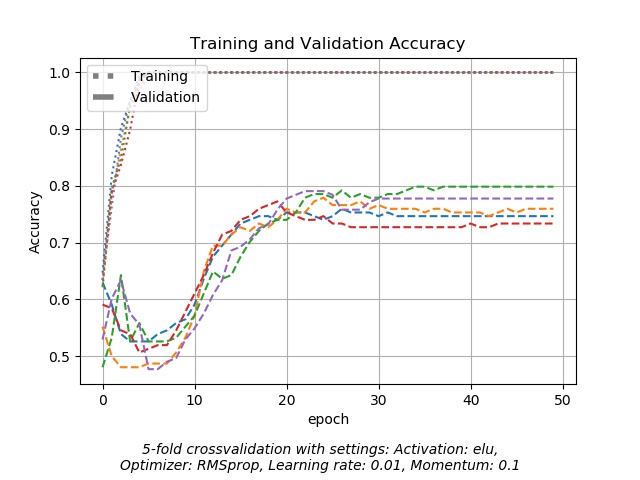 Training and Validation Accuracy
Training
Validation
1.0
0.9
0.8
0.7
0.6
0.5
Accuracy
0
10
20
30
40
50
epoch
5-fold crossvalidation with settings: Activation: elu,
Optimizer: RMSprop, Learning rate: 0.01, Momentum: 0.1